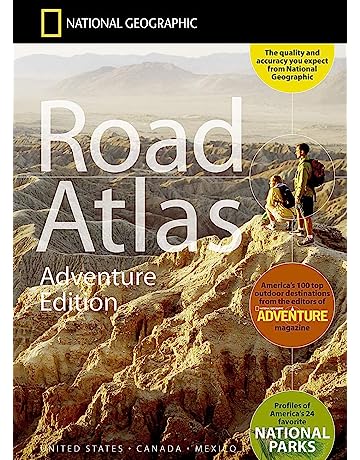 NATIONAL GEOGRAPHIC
The quality and
accuracy you expect
from National
Geographic
Road
Atlas
Adventure
Edition
America's 100 top
outdoor destinations
from the editors of
ADVENTURE
magazine
Profiles of
America's 24
favorite
NATIONAL
PARKS
UNITED STATES • CANADA • MEXICO